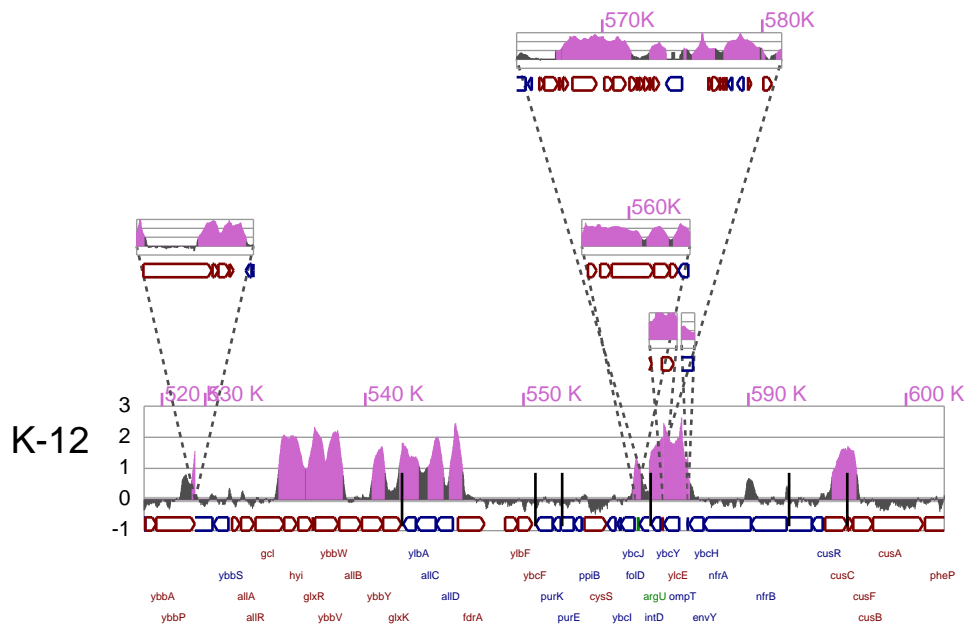 570K 580K
560K
520 K 530 K 540 K 550 K 590 K 600 K
K-12
3
2
1
0
-1
gcl ybbW ylbA ylbF ybcJ ybcY ybcH cusR cusA
ybbS hyi allB allC ybcF ppiB folD ylcE nfrA cusC pheP
ybbA allA glxR ybbY allD purK cysS argU ompT nfrB cusF
ybbP allR ybbV glxK fdrA purE ybcI intD envY cusB